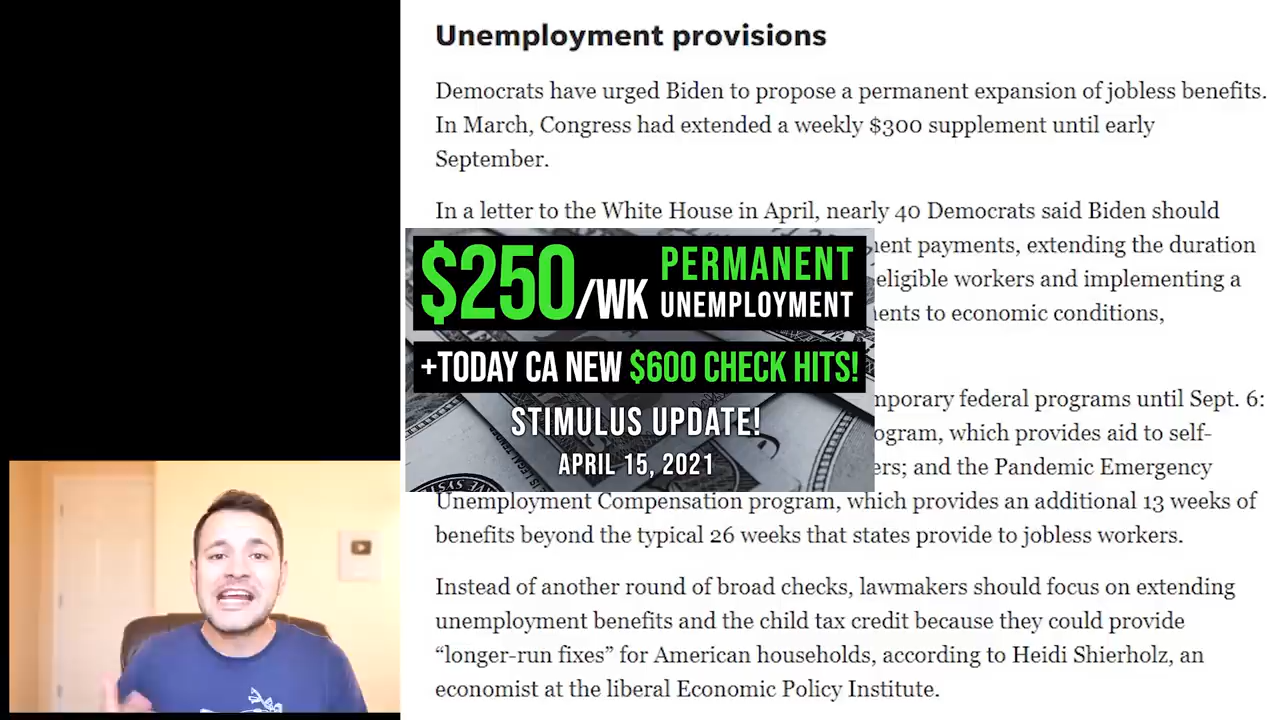 Unemployment provisions
Democrats have urged Biden to propose a permanent expansion of jobless benefits.
In March, Congress had extended a weekly $300 supplement until early
September.
In a letter to the White House in April, nearly 40 Democrats said Biden should
payments, extending the duration
eligible workers and implementing a
to economic conditions,
$250/WK PERMANENT
UNEMPLOYMENT
+TODAY CA NEW $600 CHECK HITS!
STIMULUS UPDATE!
APRIL 15, 2021
federal programs until Sept. 6:
which provides aid to self-
and the Pandemic Emergency
Unemployment Compensation program, which provides an additional 13 weeks of
benefits beyond the typical 26 weeks that states provide to jobless workers.
Instead of another round of broad checks, lawmakers should focus on extending
unemployment benefits and the child tax credit because they could provide
“longer-run fixes” for American households, according to Heidi Shierholz, an
economist at the liberal Economic Policy Institute.